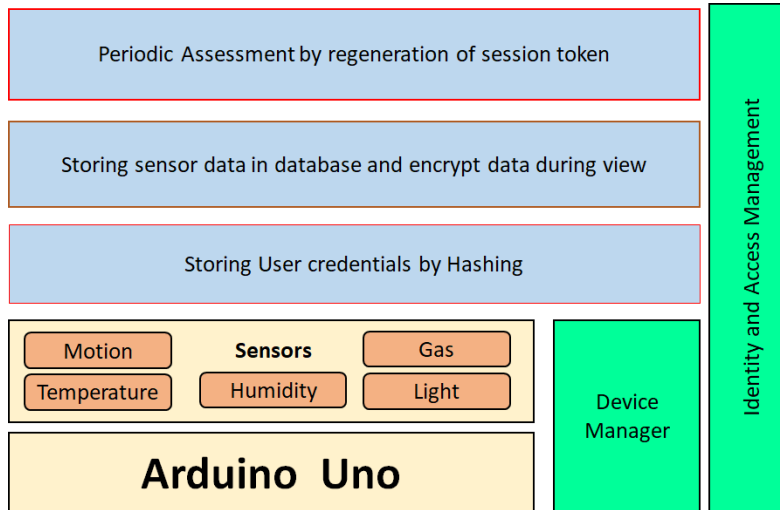 Periodic Assessment by regeneration of session token
Storing sensor data in database and encrypt data during view
Storing User credentials by Hashing
Motion
Sensors
Gas
Temperature
Humidity
Light
Arduino Uno
Device
Manager
Identity and Access Management